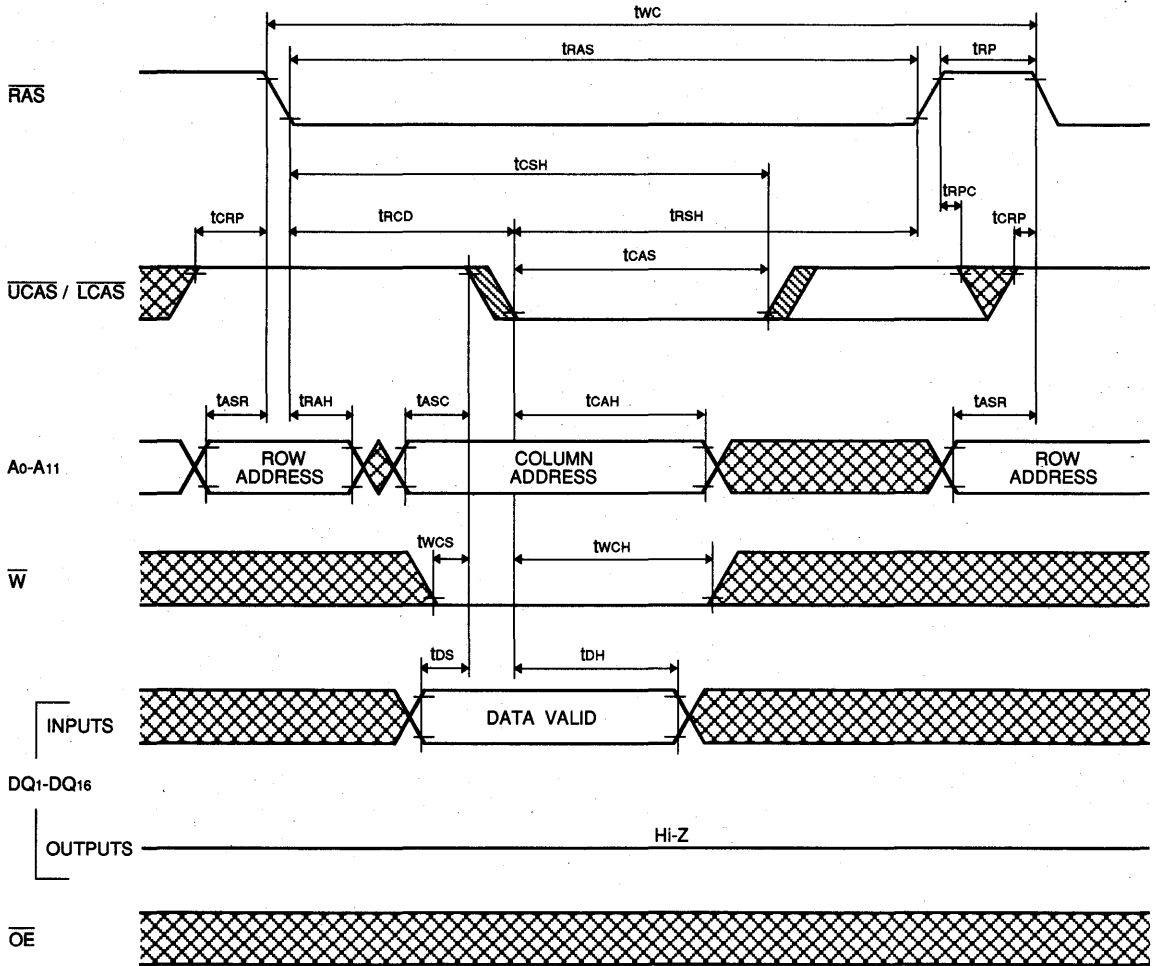 tWC
tRAS
tRP
RAS
tCSH
tRPC
tCRP
tRCD
tRSH
tCRP
tCAS
UCAS / LCAS
tASR
tRAH
tASC
tCAH
tASR
A0-A11
ROW ADDRESS
COLUMN ADDRESS
ROW ADDRESS
tWCS
tWCH
W
tDS
tDH
INPUTS
DATA VALID
DQ1-DQ16
Hi-Z
OUTPUTS
OE